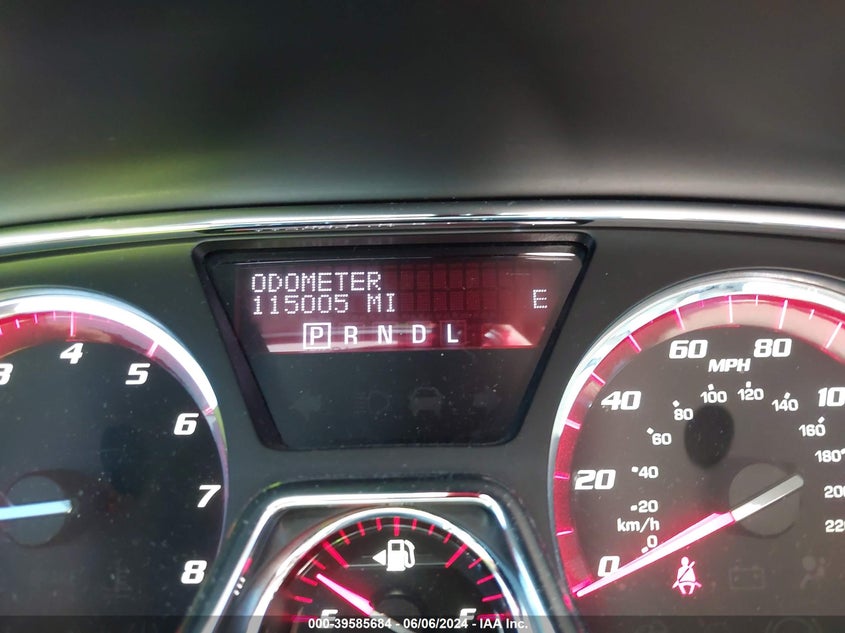 ODOMETER
115005 MI E
P R N D L
3 4 5 6 7 8
0 20 40 60 80
MPH
0 20 40 60 80 100 120 140 160 180 200 220
km/h
000-39585684 / 06/06/2024 - IAA Inc.